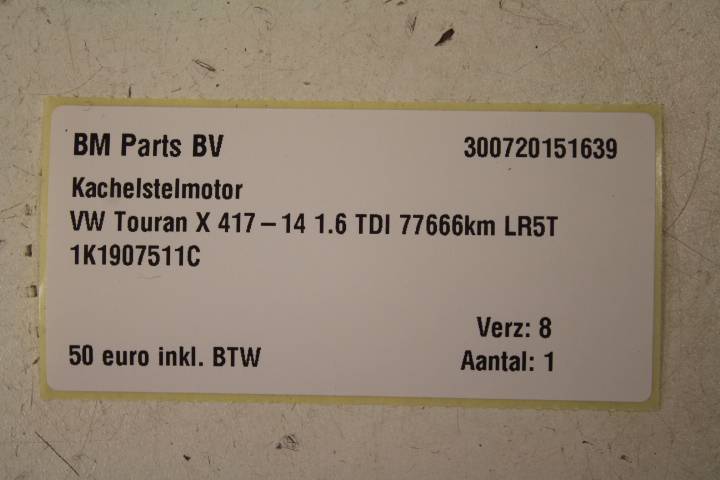 BM Parts BV 300720151639
Kachelstelmotor
VW Touran X 417-14 1.6 TDI 77666km LR5T
1K1907511C
Verz: 8
50 euro inkl. BTW Aantal: 1